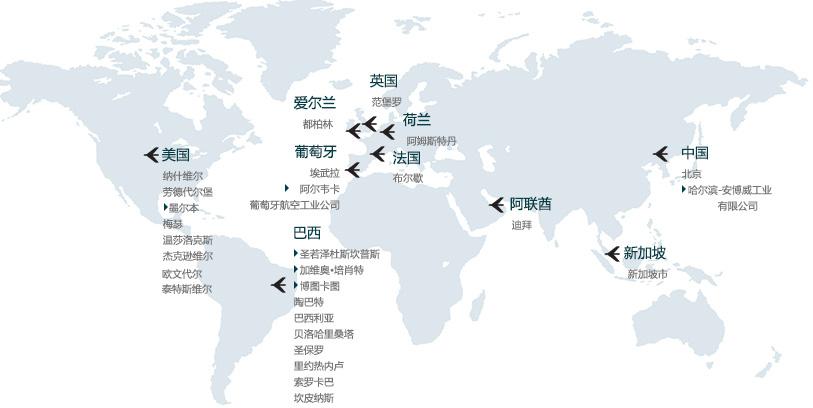 英国
范堡罗
爱尔兰
都柏林
荷兰
阿姆斯特丹
葡萄牙
埃武拉
阿尔韦卡
葡萄牙航空工业公司
法国
布尔歇
美国
纳什维尔
劳德代尔堡
墨尔本
梅瑟
温莎洛克斯
杰克逊维尔
欧文代尔
泰特斯维尔
巴西
圣若泽杜斯坎普斯
加维奥·培肖特
博图卡图
陶巴特
巴西利亚
贝洛哈里桑塔
圣保罗
里约热内卢
索罗卡巴
坎皮纳斯
阿联酋
迪拜
中国
北京
哈尔滨-安博威工业
有限公司
新加坡
新加坡市